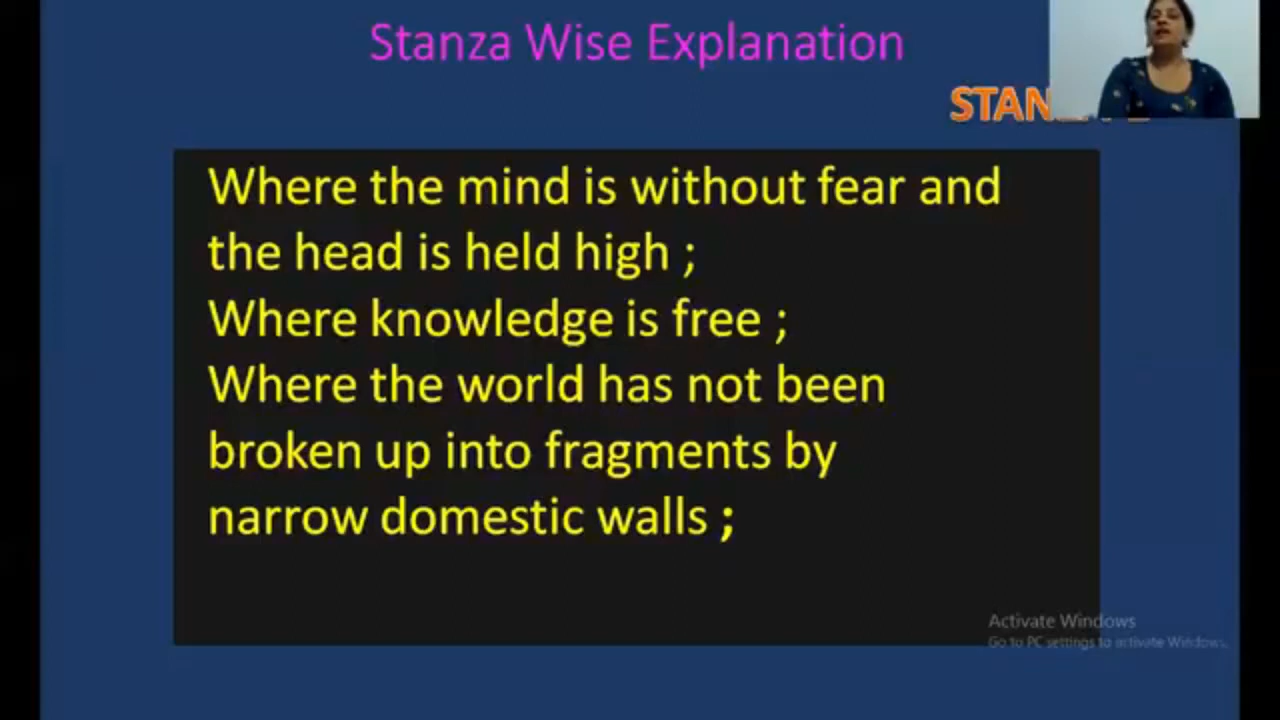 Stanza Wise Explanation
Where the mind is without fear and
the head is held high ;
Where knowledge is free ;
Where the world has not been
broken up into fragments by
narrow domestic walls ;
Activate Windows
Go to PC settings to activate Windows.